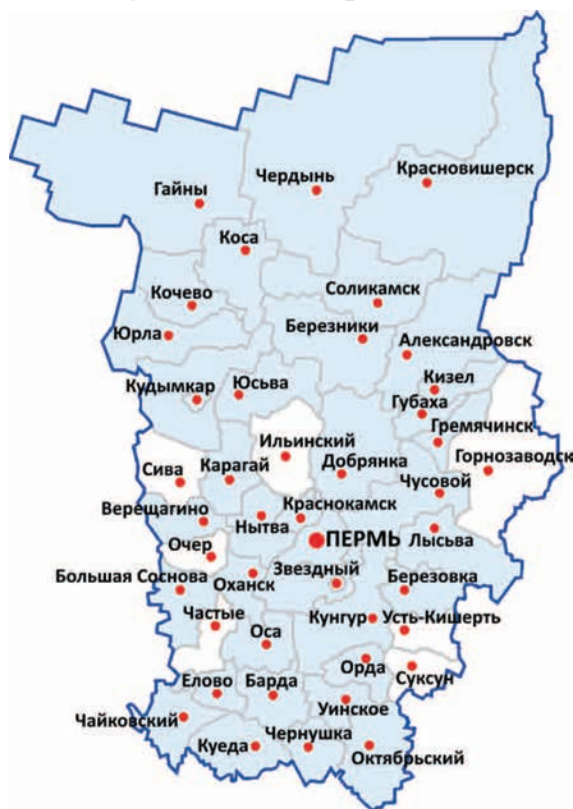 Красновишерск
Чердынь
Гайны
Коса
Соликамск
Кочево
Березники
Юрла
Александровск
Кизел
Юсьва
Кудымкар
Губаха
Гремячинск
Ильинский
Добрянка
Горнозаводск
Карагай
Сива
Чусовой
Краснокамск
Верещагино
Нытва
ПЕРМЬ
Лысьва
Очер
Звездный
Большая Соснова
Оханск
Березовка
Частые
Кунгур
Усть-Кишерть
Оса
Орда
Суксун
Елово
Барда
Уинское
Чайковский
Куеда
Чернушка
Октябрьский